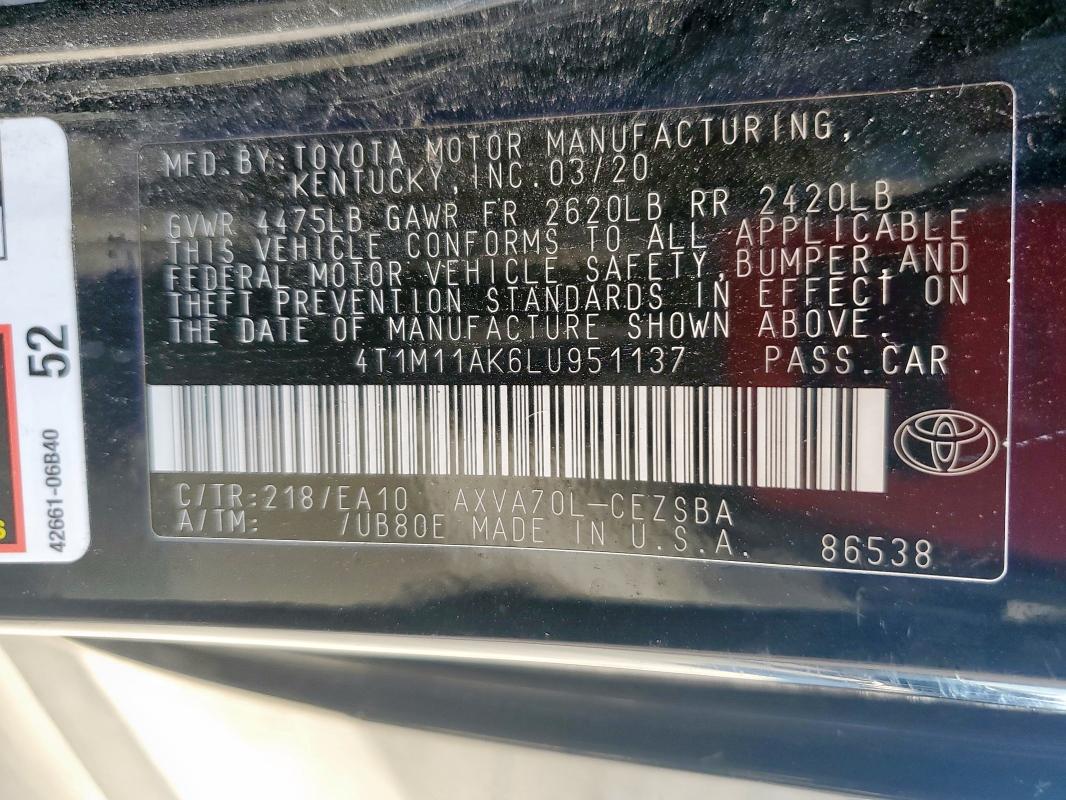 MFD.BY:TOYOTA MOTOR MANUFACTURING,
KENTUCKY,INC.03/20
GVWR 4475LB GAWR FR 2620LB RR 2420LB
THIS VEHICLE CONFORMS TO ALL APPLICABLE
FEDERAL MOTOR VEHICLE SAFETY,BUMPER,AND
THEFT PREVENTION STANDARDS IN EFFECT ON
THE DATE OF MANUFACTURE SHOWN ABOVE.
4T1M11AK6LU951137 PASS.CAR
C/TR:218/EA10 AXVA70L-CEZSBA
A/TM: /UB80E MADE IN U.S.A.
86538
52
42661-06B40